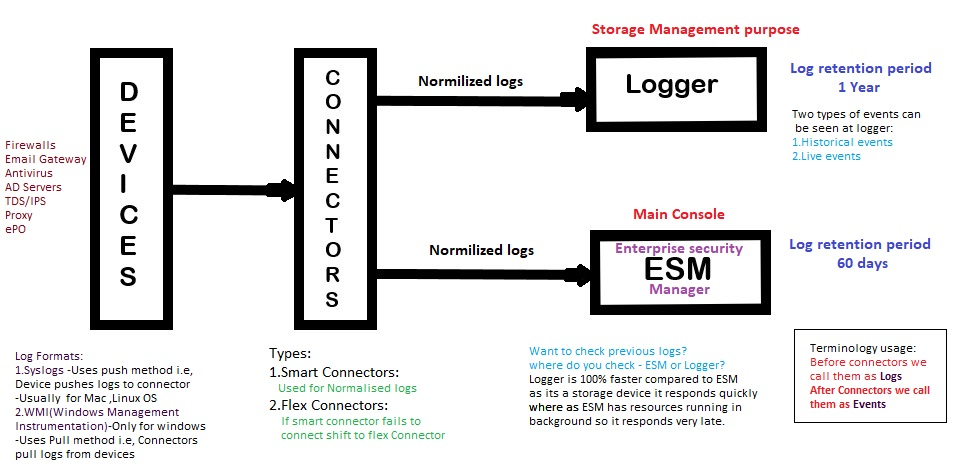 Storage Management purpose
DEVICES
CONNECTORS
Normilized logs
Logger
Log retention period
1 Year
Two types of events can
be seen at logger:
1.Historical events
2.Live events
Firewalls
Email Gateway
Antivirus
AD Servers
TDS/IPS
Proxy
ePO
Main Console
Normilized logs
Enterprise security
ESM
Manager
Log retention period
60 days
Log Formats:
1.Syslogs -Uses push method i.e,
Device pushes logs to connector
-Usually for Mac ,Linux OS
2.WMI(Windows Management
Instrumentation)-Only for windows
-Uses Pull method i.e, Connectors
pull logs from devices
Types:
1.Smart Connectors:
Used for Normalised logs
2.Flex Connectors:
If smart connector fails to
connect shift to flex Connector
Want to check previous logs?
where do you check - ESM or Logger?
Logger is 100% faster compared to ESM
as its a storage device it responds quickly
where as ESM has resources running in
background so it responds very late.
Terminology usage:
Before connectors we
call them as Logs
After Connectors we call
them as Events